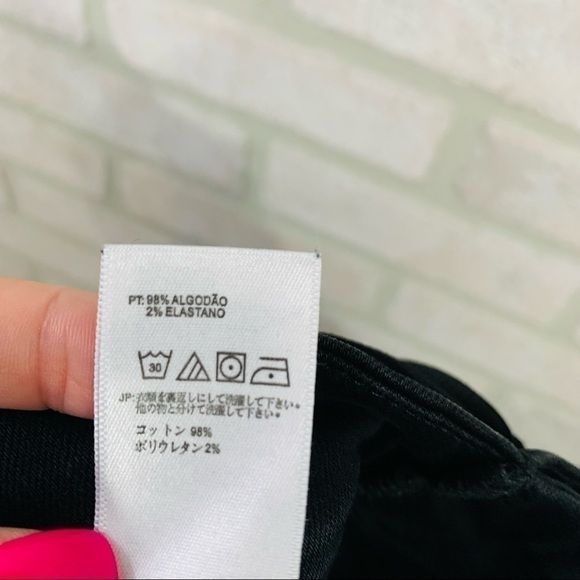 PT: 98% ALGODÃO
2% ELASTANO
30
JP: 衣類を裏返しにして洗濯して下さい。
他の物と分けて洗濯して下さい。
コットン 98%
ポリウレタン 2%